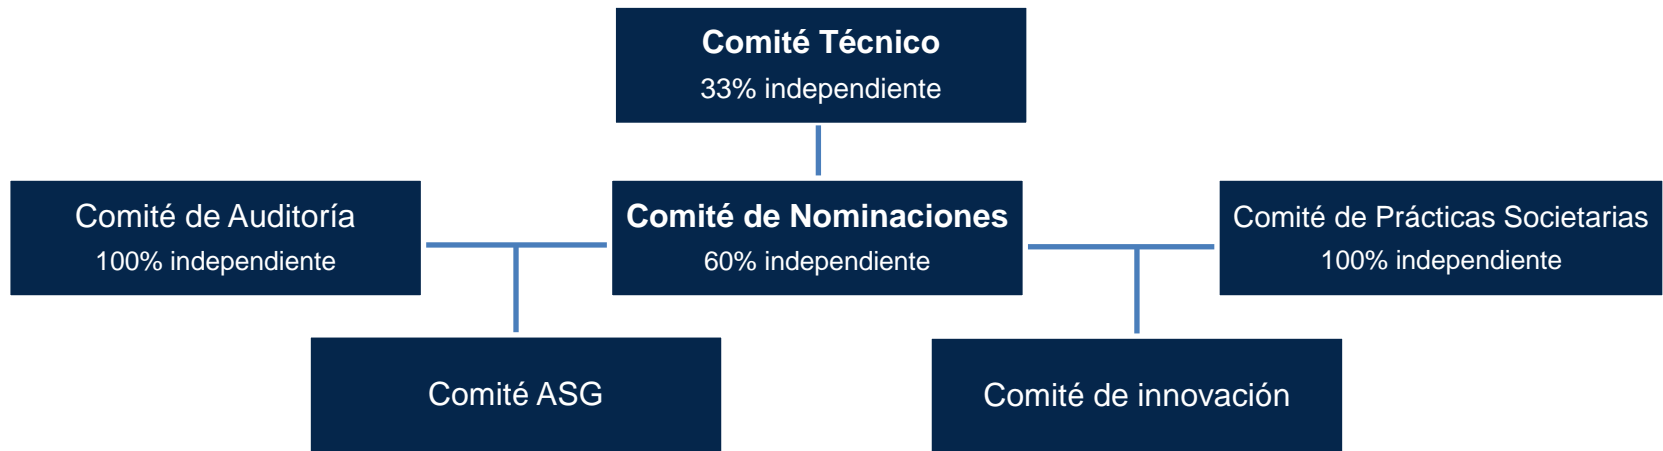 Comité Técnico
33% independiente
Comité de Auditoría
100% independiente
Comité de Nominaciones
60% independiente
Comité de Prácticas Societarias
100% independiente
Comité ASG
Comité de innovación